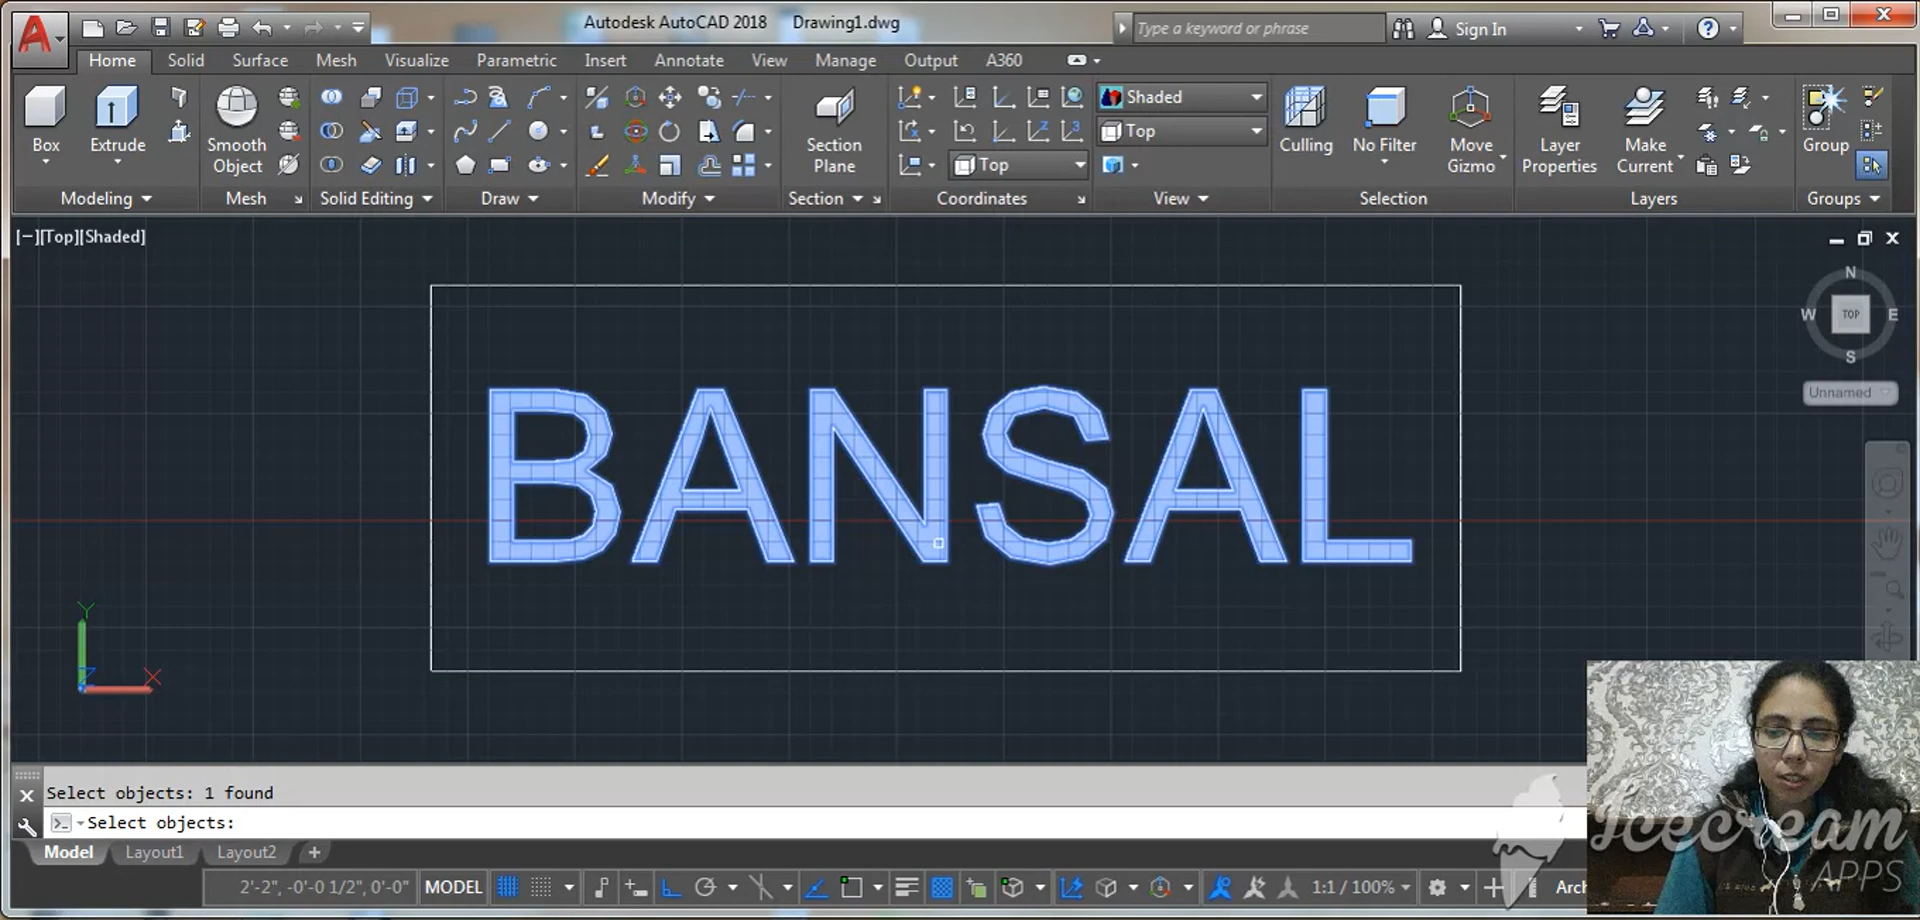 Autodesk AutoCAD 2018 Drawing1.dwg
Type a keyword or phrase
Sign In
Home Solid Surface Mesh Visualize Parametric Insert Annotate View Manage Output A360
Box
Extrude
Smooth Object
Section Plane
Shaded
Top
Top
Culling
No Filter
Move Gizmo
Layer Properties
Make Current
Group
Modeling
Mesh
Solid Editing
Draw
Modify
Section
Coordinates
View
Selection
Layers
Groups
[−][Top][Shaded]
N
W TOP E
S
Unnamed
BANSAL
Y
Z X
Select objects: 1 found
Select objects:
Model Layout1 Layout2 +
2'-2", -0'-0 1/2", 0'-0" MODEL 1:1 / 100%
Icecream
APPS